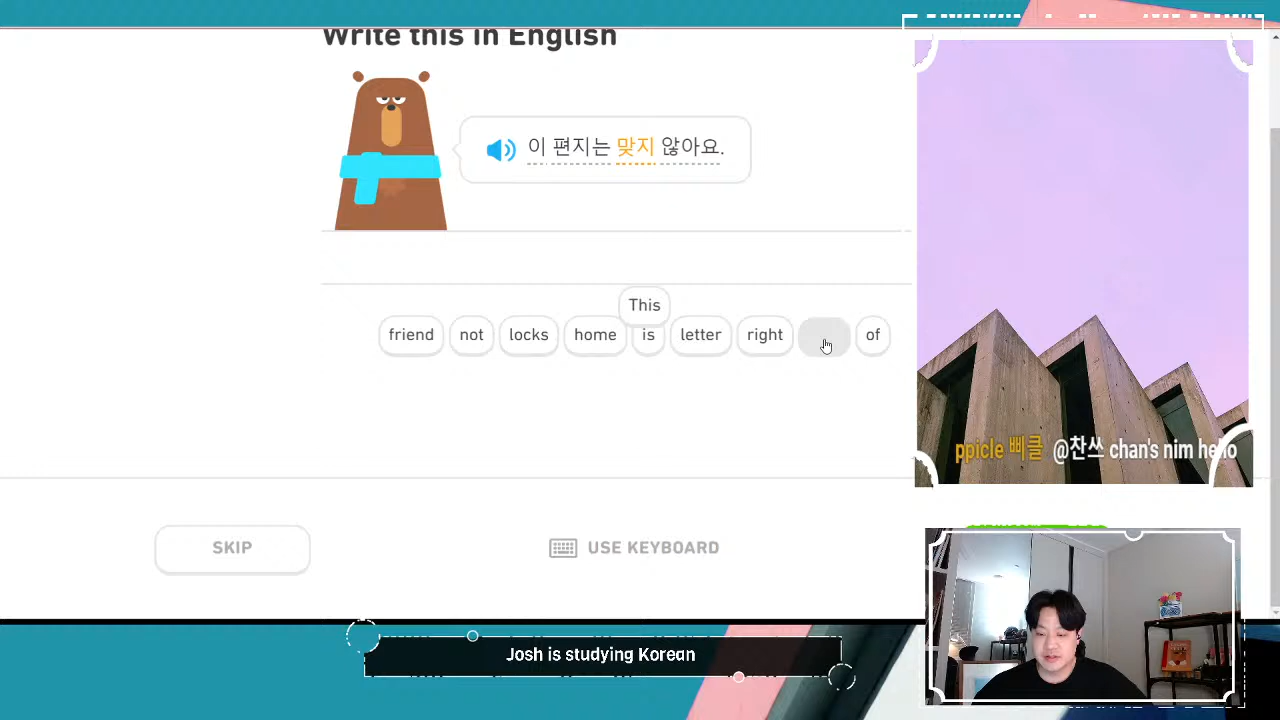 Write this in English
이 편지는 맞지 않아요.
This
friend not locks home is letter right of
ppicle 삐클 @찬쓰 chan's nim hello
SKIP
USE KEYBOARD
Josh is studying Korean